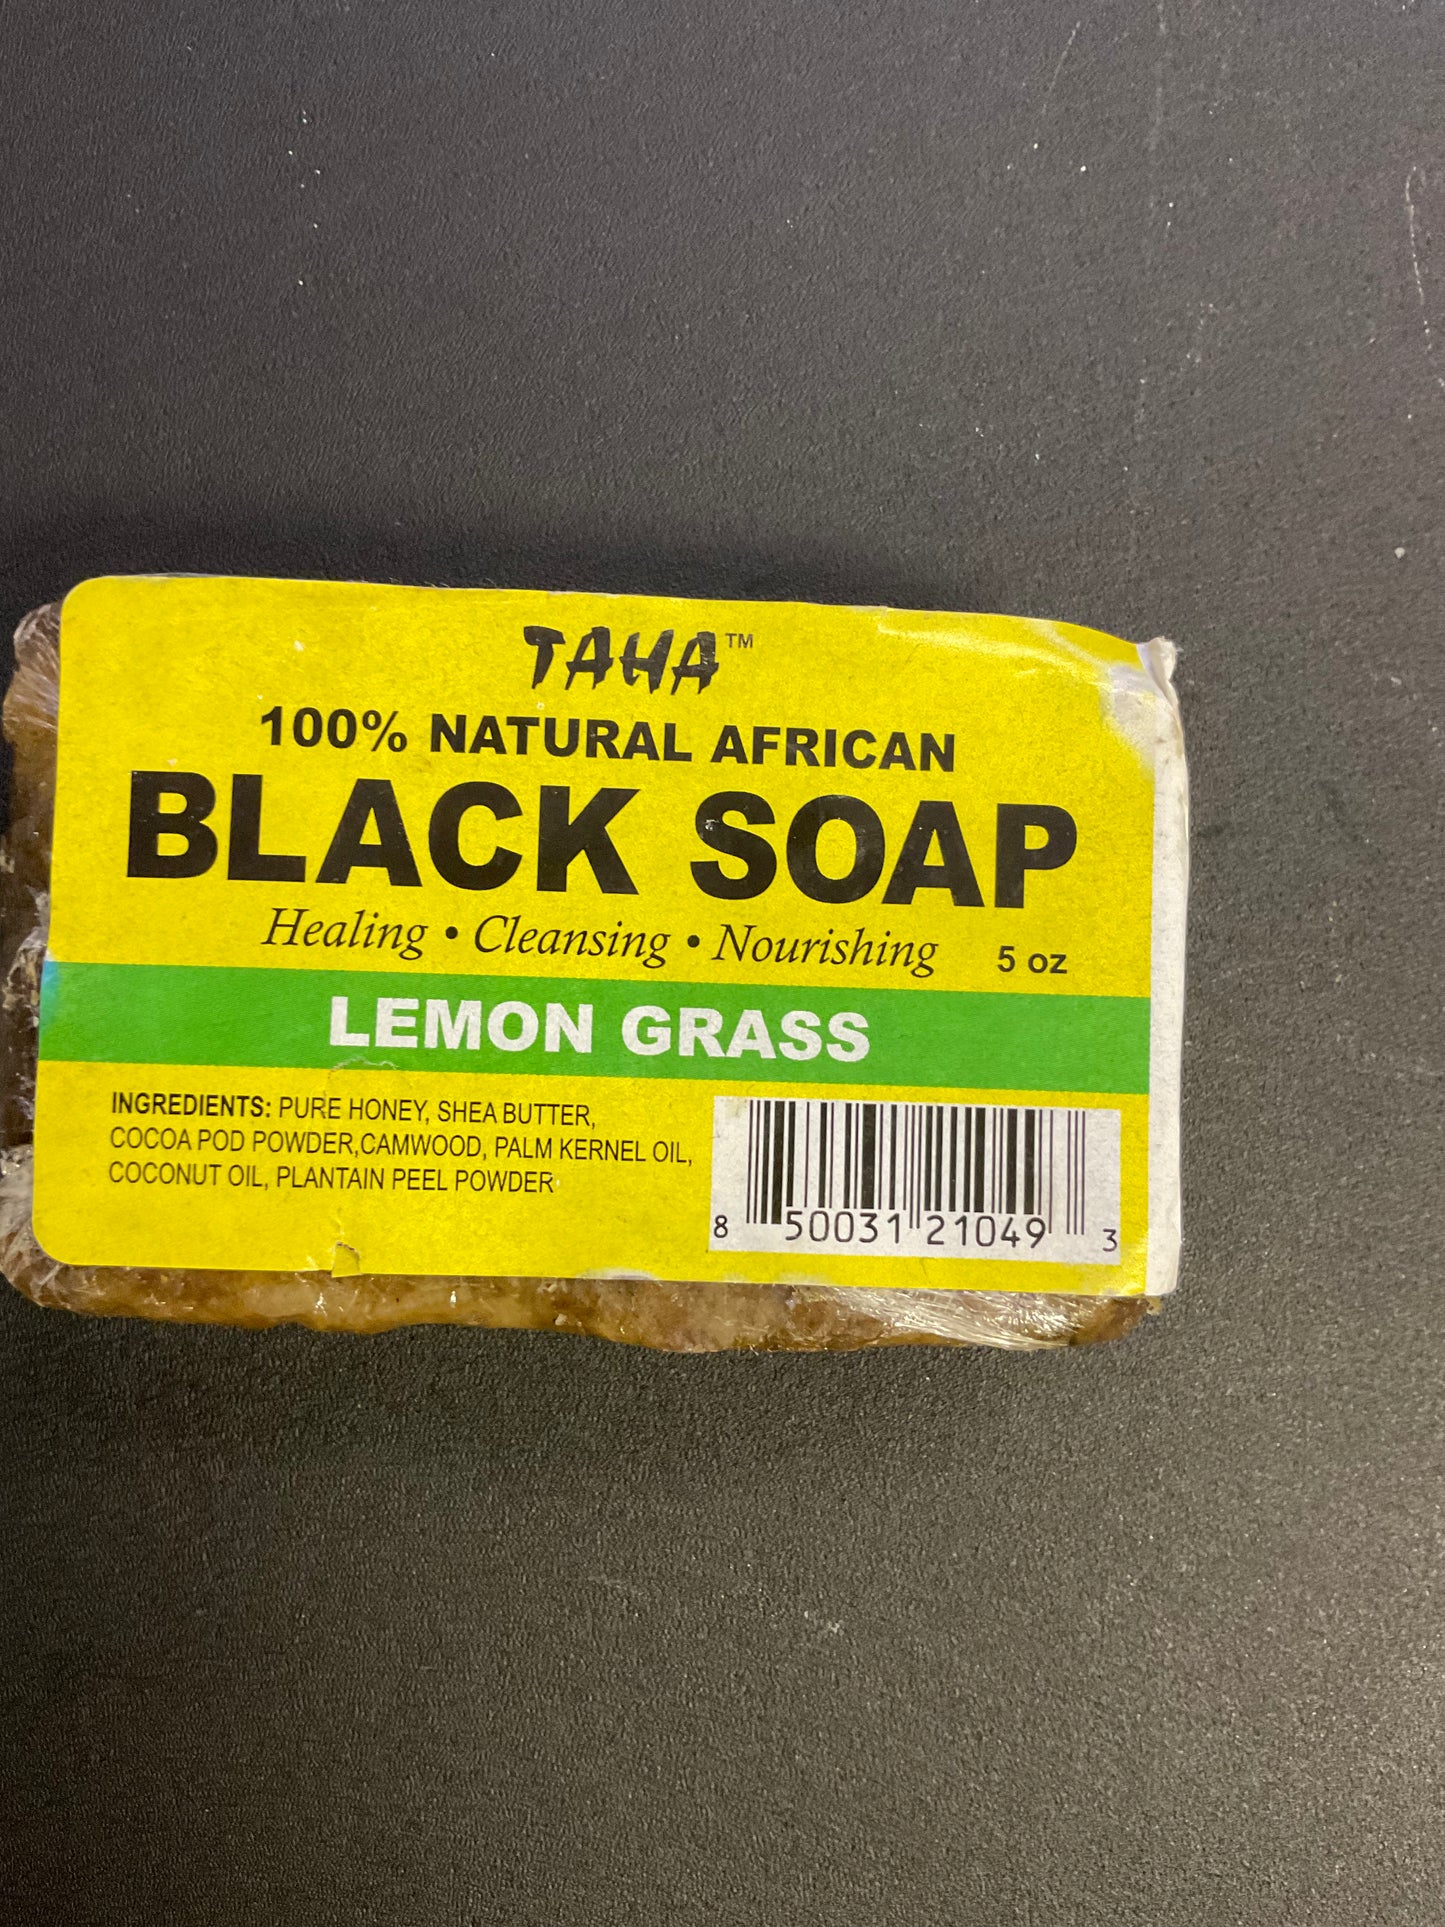 TAHA™
100% NATURAL AFRICAN
BLACK SOAP
Healing • Cleansing • Nourishing 5 oz
LEMON GRASS
INGREDIENTS: PURE HONEY, SHEA BUTTER,
COCOA POD POWDER,CAMWOOD, PALM KERNEL OIL,
COCONUT OIL, PLANTAIN PEEL POWDER
8 50031 21049 3